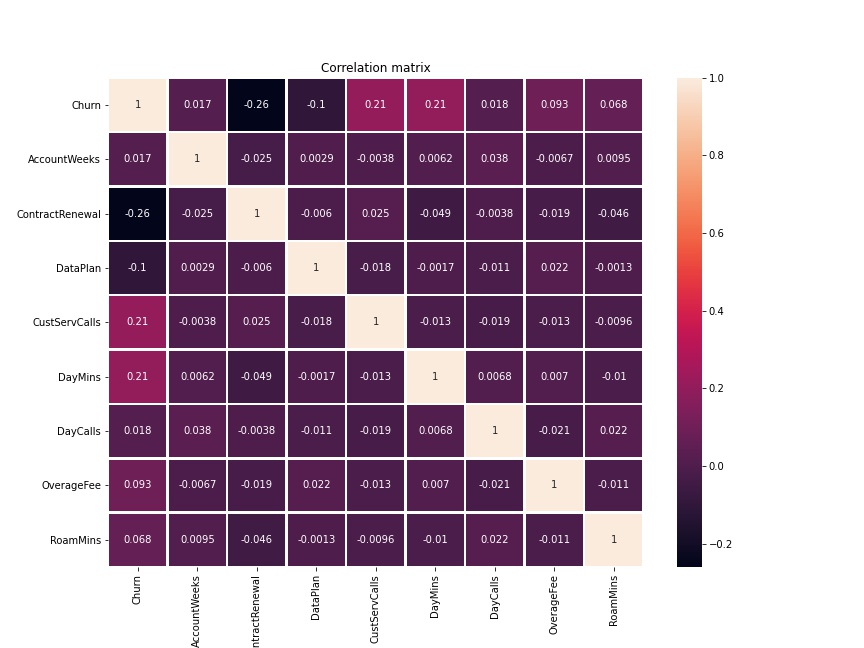 Correlation matrix
Churn 1 0.017 -0.26 -0.1 0.21 0.21 0.018 0.093 0.068
AccountWeeks 0.017 1 -0.025 0.0029 -0.0038 0.0062 0.038 -0.0067 0.0095
ContractRenewal -0.26 -0.025 1 -0.006 0.025 -0.049 -0.0038 -0.019 -0.046
DataPlan -0.1 0.0029 -0.006 1 -0.018 -0.0017 -0.011 0.022 -0.0013
CustServCalls 0.21 -0.0038 0.025 -0.018 1 -0.013 -0.019 -0.013 -0.0096
DayMins 0.21 0.0062 -0.049 -0.0017 -0.013 1 0.0068 0.007 -0.01
DayCalls 0.018 0.038 -0.0038 -0.011 -0.019 0.0068 1 -0.021 0.022
OverageFee 0.093 -0.0067 -0.019 0.022 -0.013 0.007 -0.021 1 -0.011
RoamMins 0.068 0.0095 -0.046 -0.0013 -0.0096 -0.01 0.022 -0.011 1
Churn
AccountWeeks
ntractRenewal
DataPlan
CustServCalls
DayMins
DayCalls
OverageFee
RoamMins
1.0
0.8
0.6
0.4
0.2
0.0
−0.2